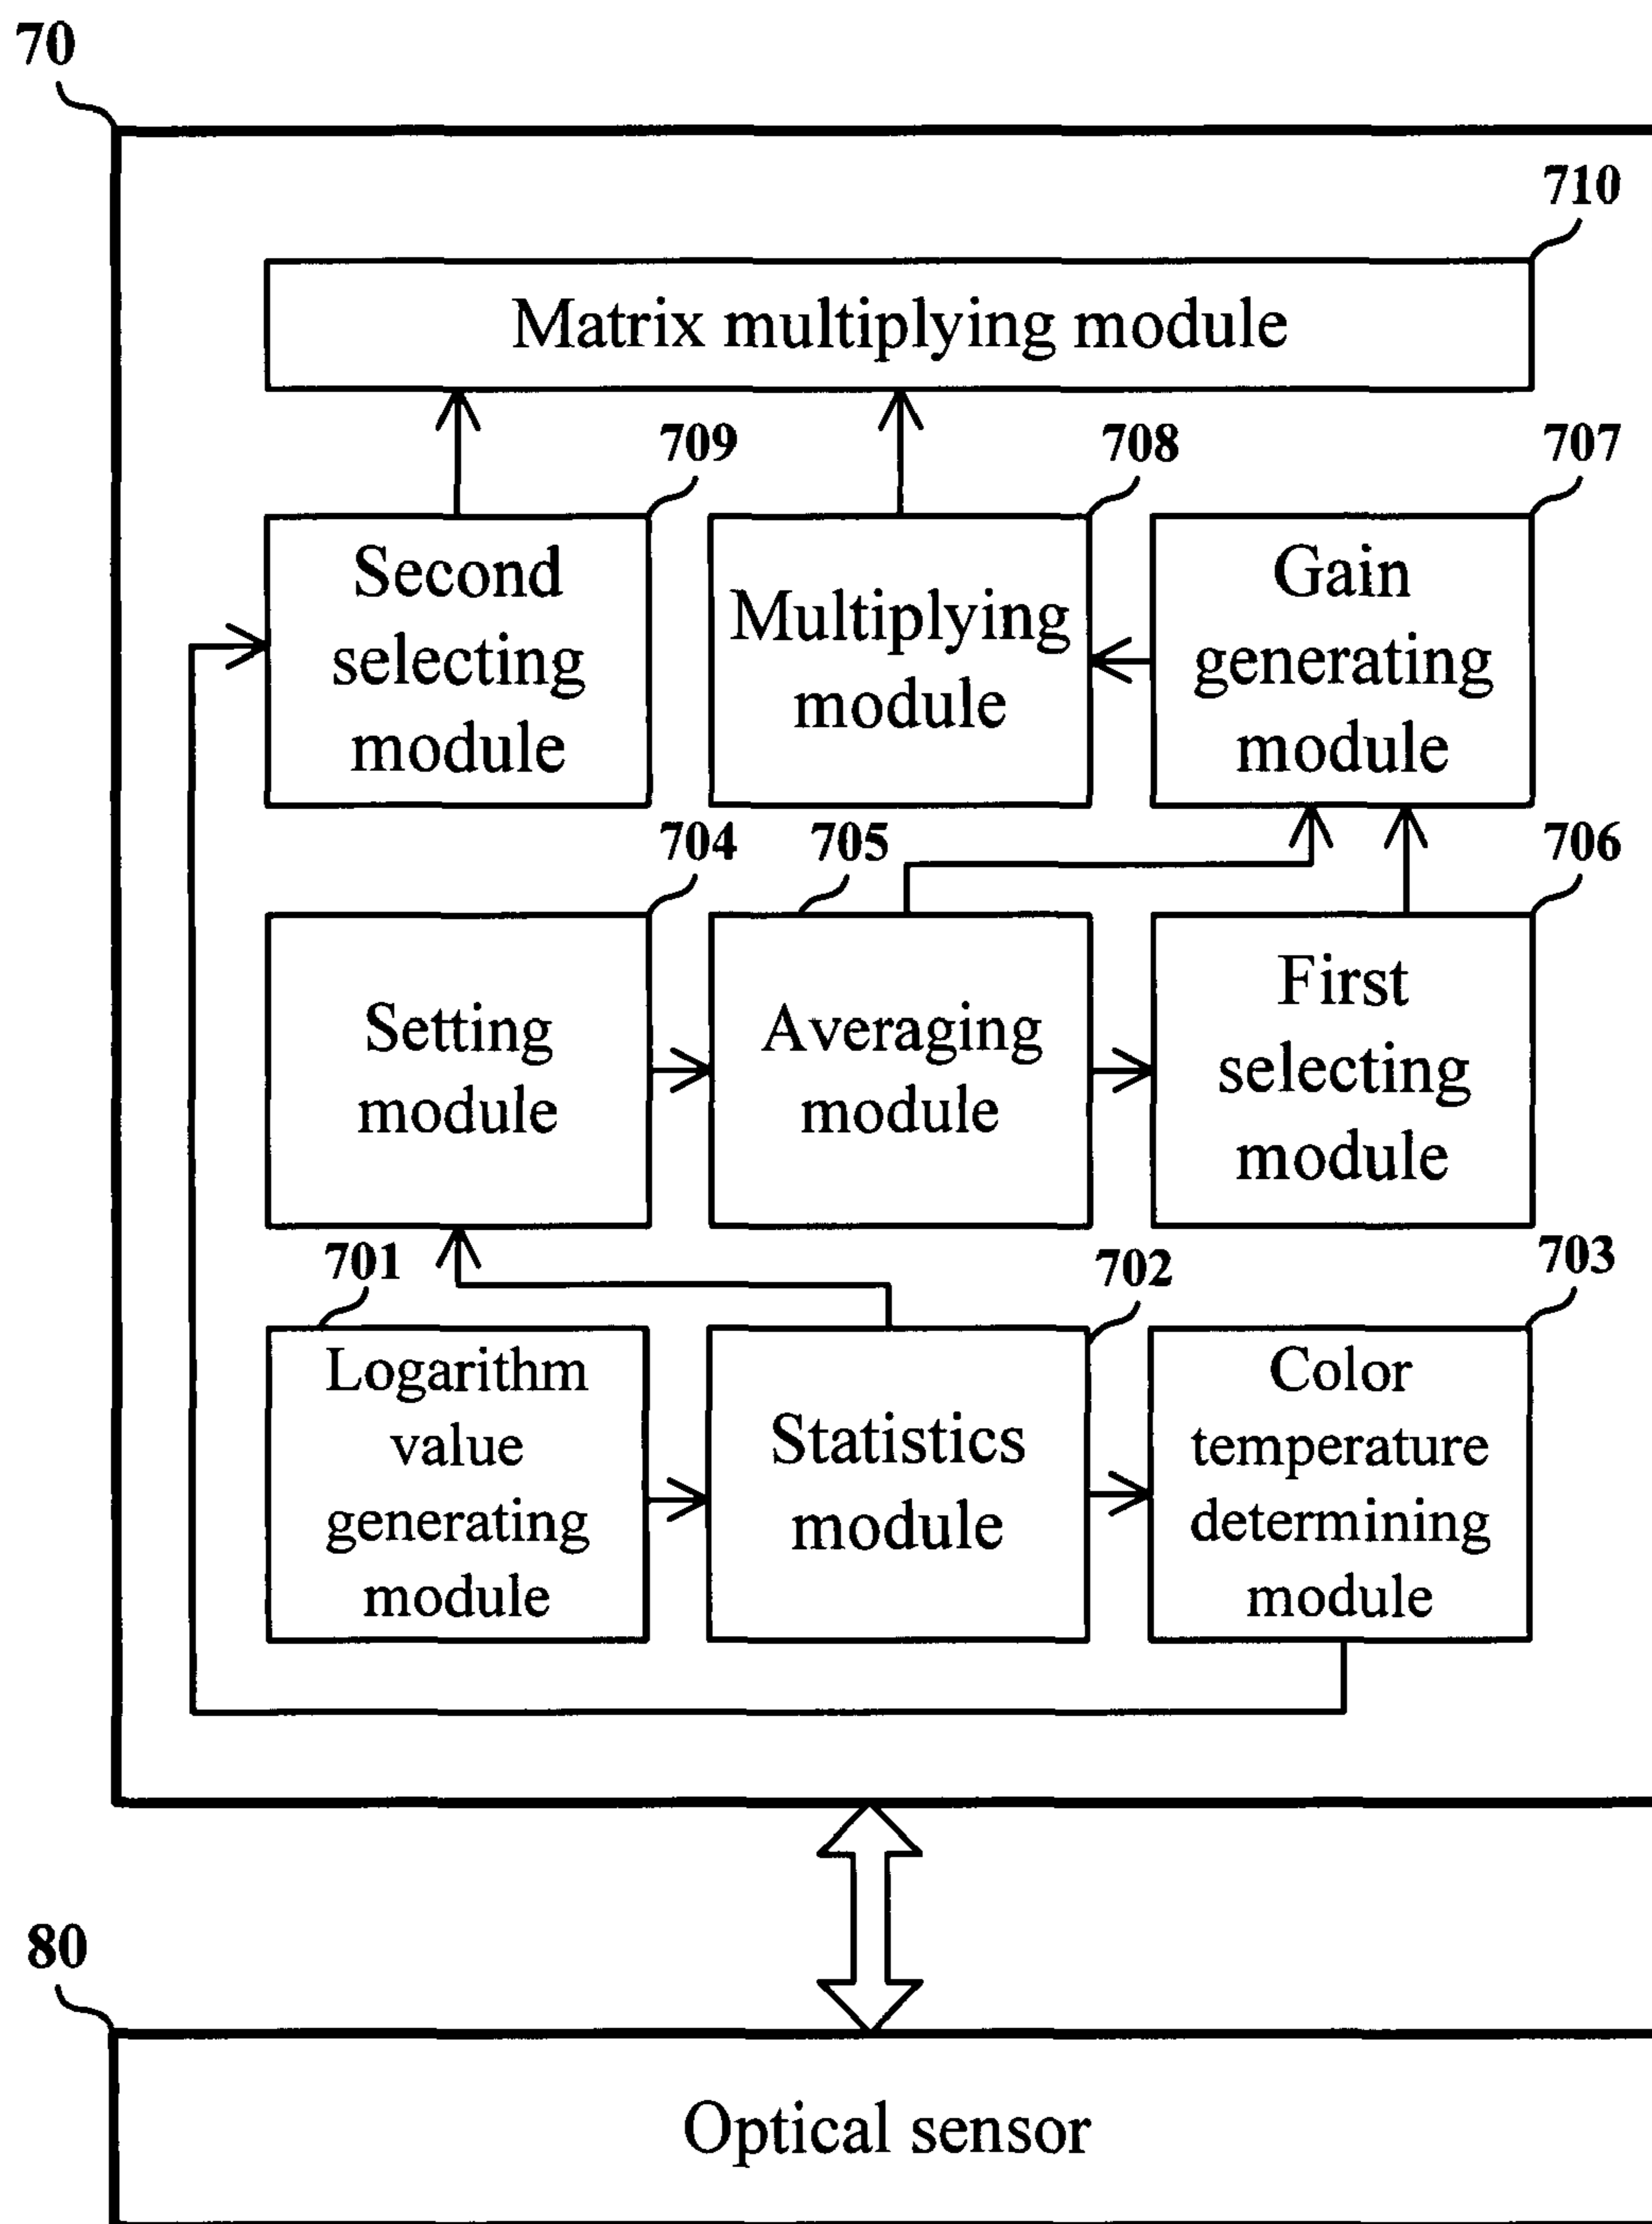 70
710
Matrix multiplying module
709
708
707
Second
selecting
module
Multiplying
module
Gain
generating
module
704
705
706
Setting
module
Averaging
module
First
selecting
module
701
702
703
Logarithm
value
generating
module
Statistics
module
Color
temperature
determining
module
80
Optical sensor